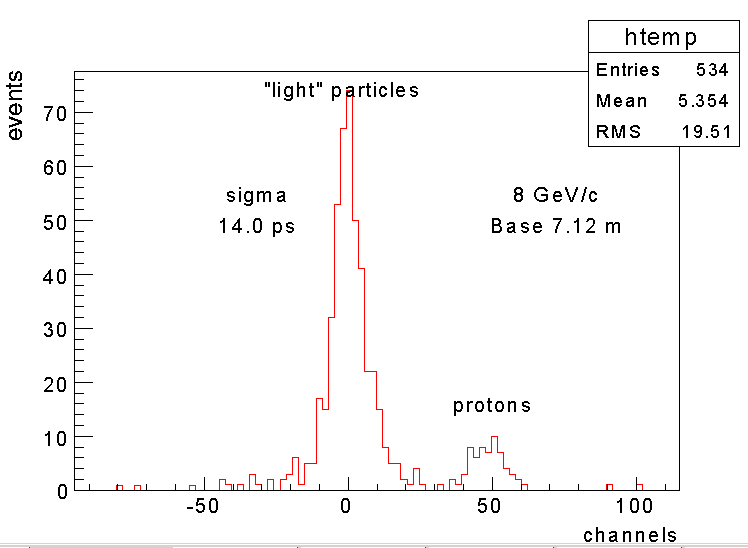 htemp
Entries 534
Mean 5.354
RMS 19.51
events
"light" particles
sigma
14.0 ps
8 GeV/c
Base 7.12 m
protons
70
60
50
40
30
20
10
0
-50 0 50 100
channels